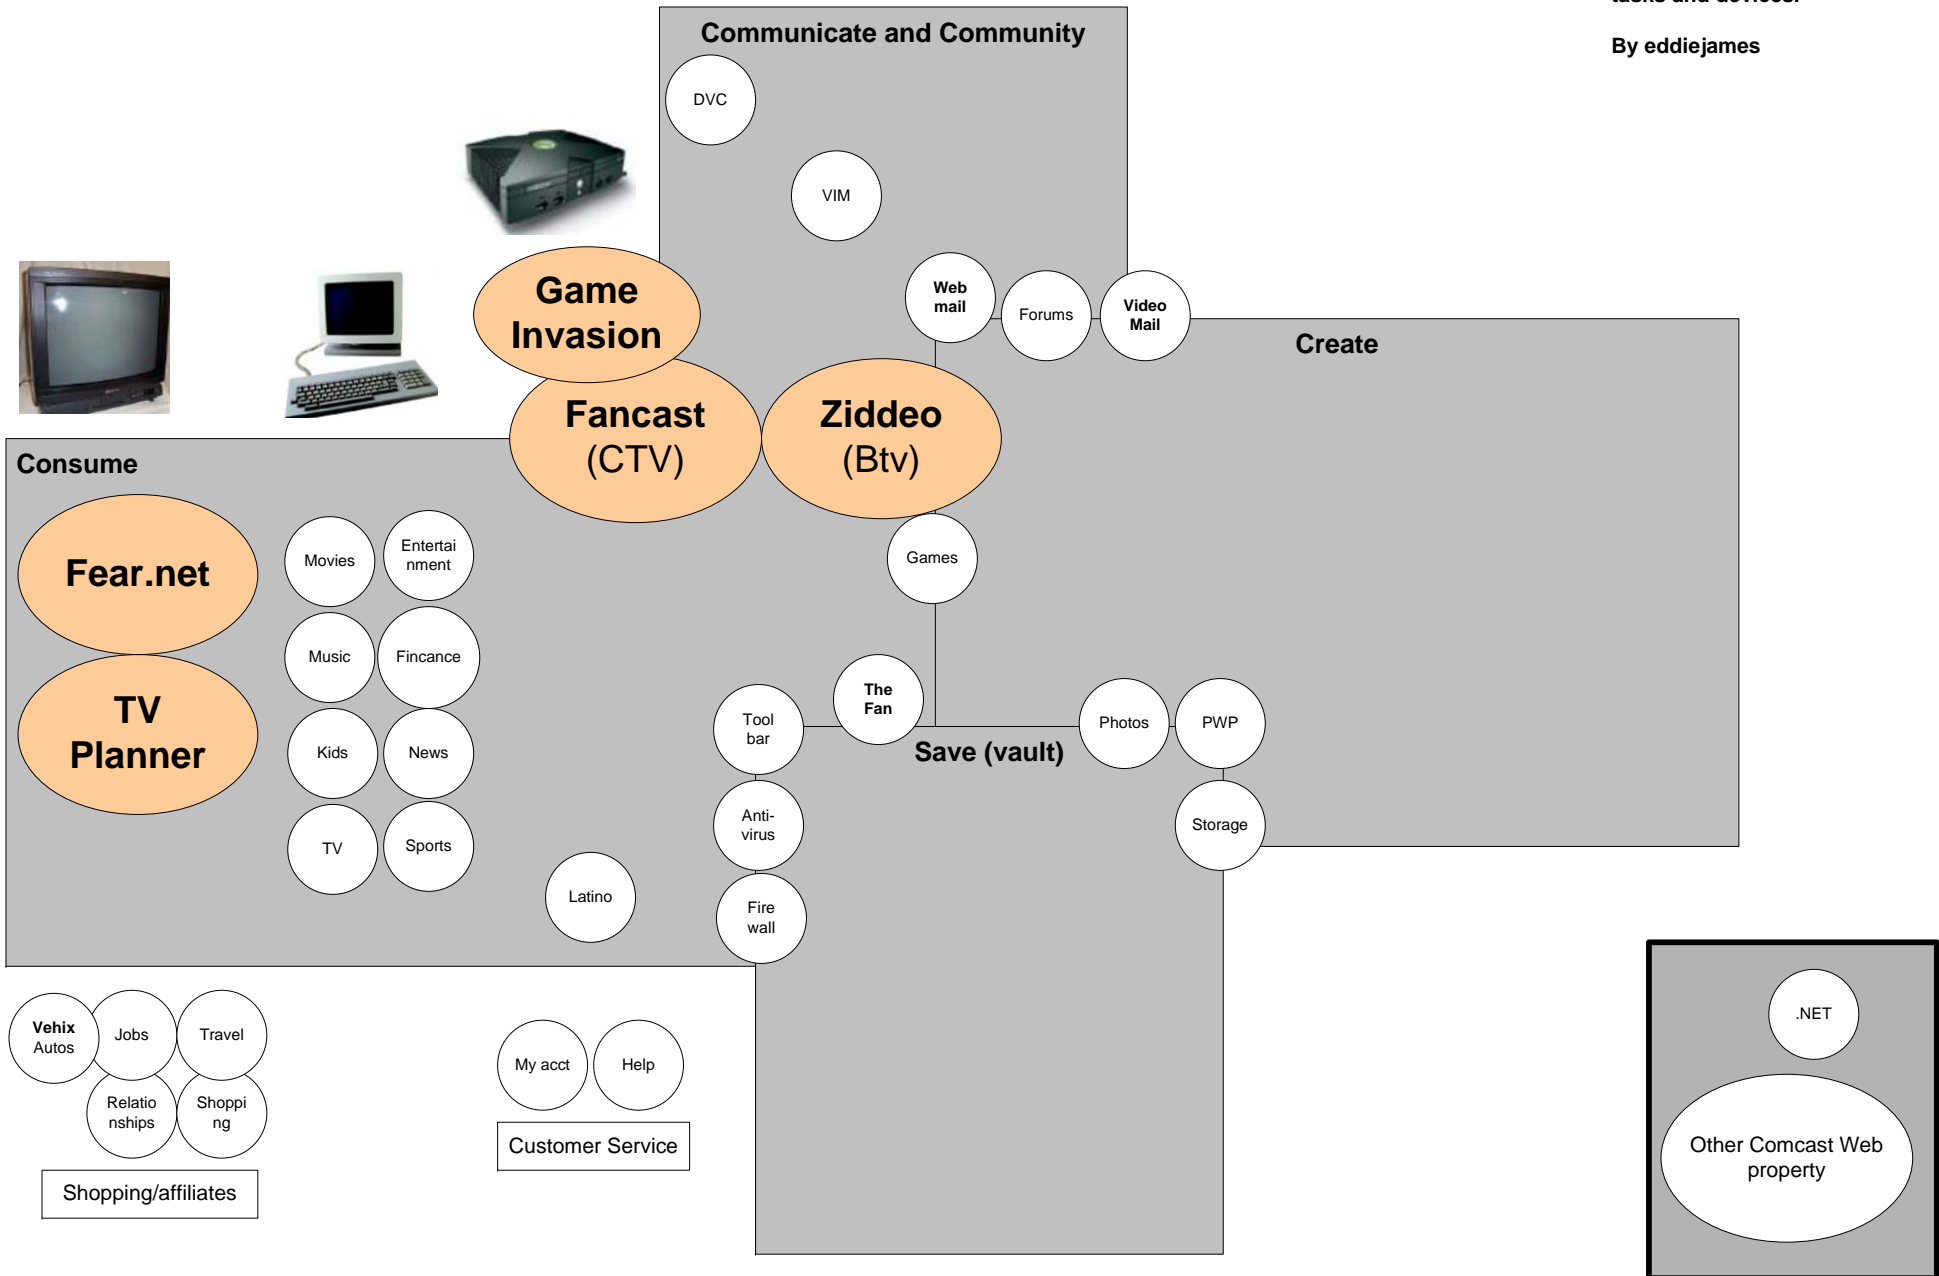 tasks and devices.
By eddiejames
Communicate and Community
DVC
VIM
Web
mail
Forums
Video
Mail
Create
Game
Invasion
Fancast
(CTV)
Ziddeo
(Btv)
Consume
Fear.net
TV
Planner
Movies
Entertai
nment
Music
Fincance
Kids
News
TV
Sports
Latino
Games
The
Fan
Tool
bar
Save (vault)
Photos
PWP
Storage
Anti-
virus
Fire
wall
Vehix
Autos
Jobs
Travel
Relatio
nships
Shoppi
ng
Shopping/affiliates
My acct
Help
Customer Service
.NET
Other Comcast Web
property